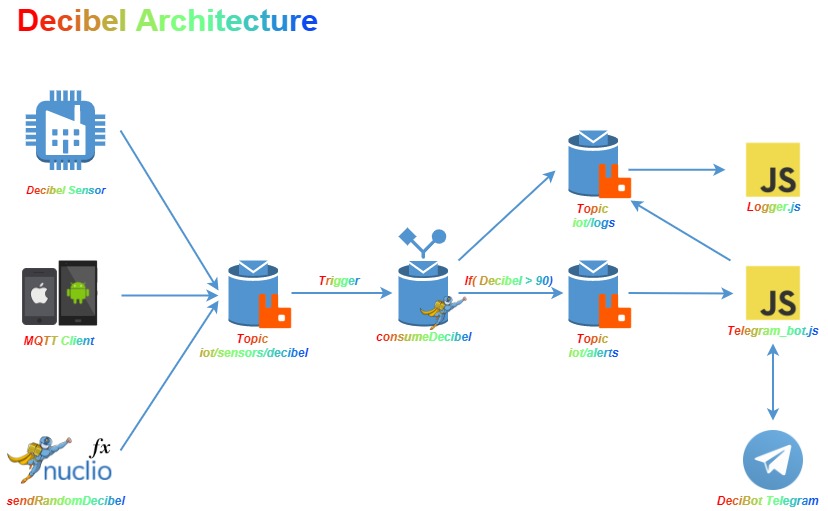 Decibel Architecture
Decibel Sensor
MQTT Client
fx
nuclio
sendRandomDecibel
Topic
iot/sensors/decibel
Trigger
consumeDecibel
If( Decibel > 90)
Topic
iot/logs
Topic
iot/alerts
JS
Logger.js
JS
Telegram_bot.js
DeciBot Telegram